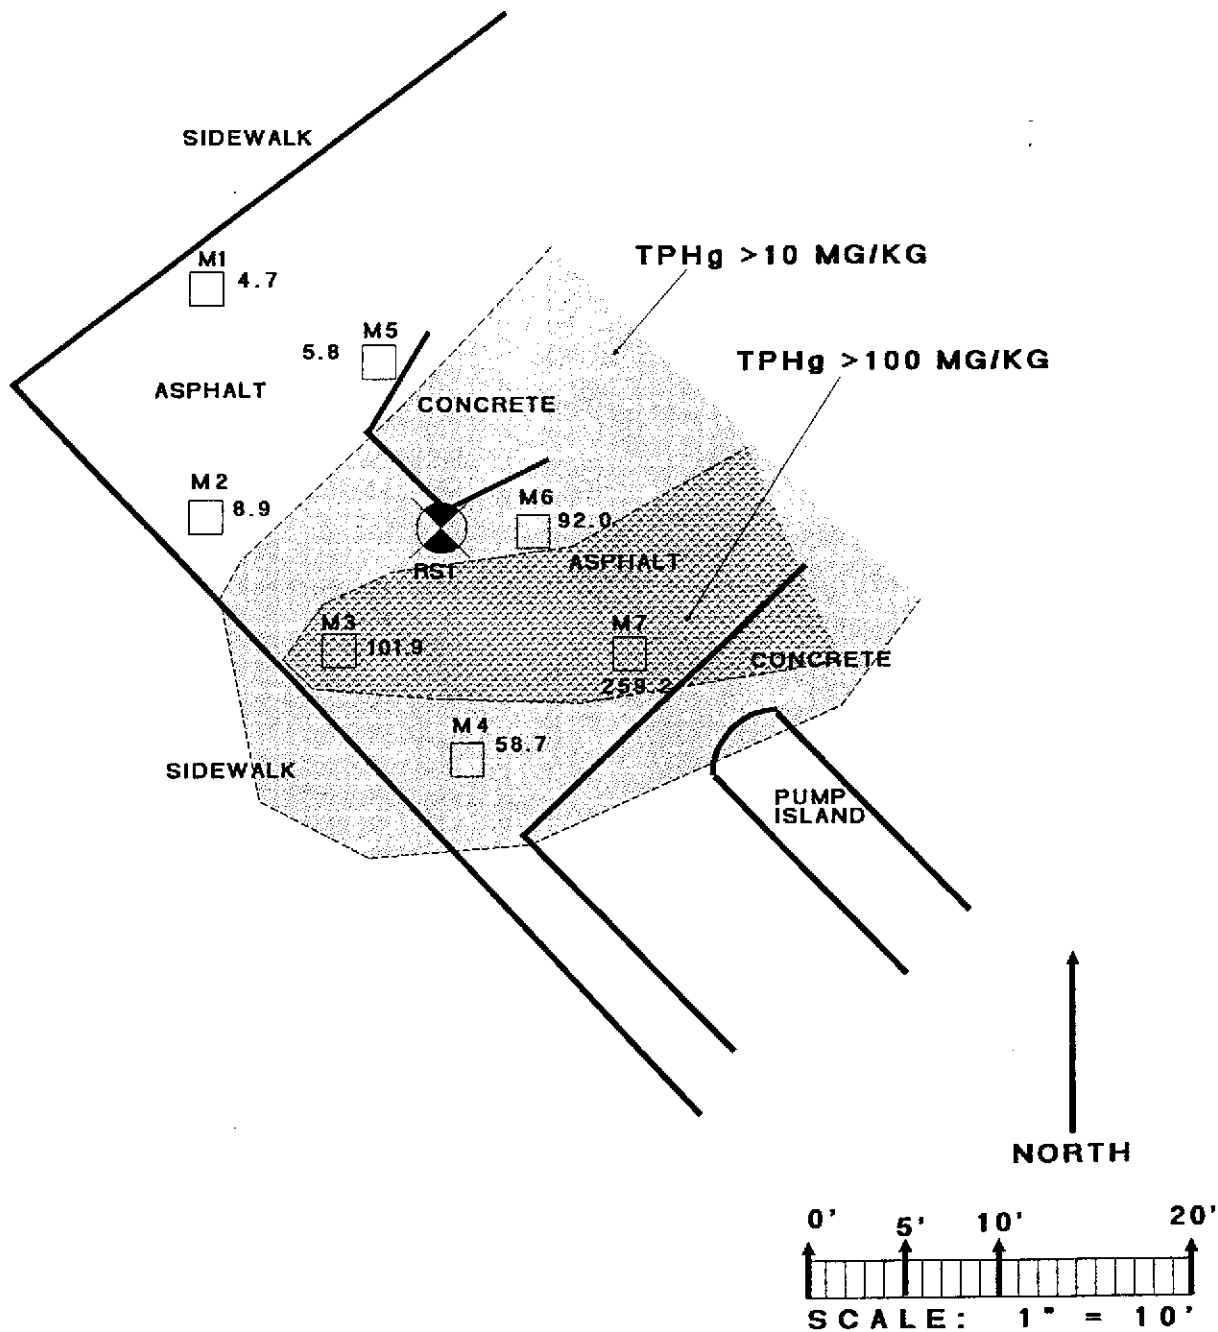 SIDEWALK
TPHg >10 MG/KG
M1
4.7
M5
5.8
TPHg >100 MG/KG
ASPHALT
CONCRETE
M2
8.9
M6
92.0
ASPHALT
RST
M3
101.9
M7
259.2
CONCRETE
M4
58.7
SIDEWALK
PUMP
ISLAND
NORTH
0' 5' 10' 20'
SCALE: 1" = 10'